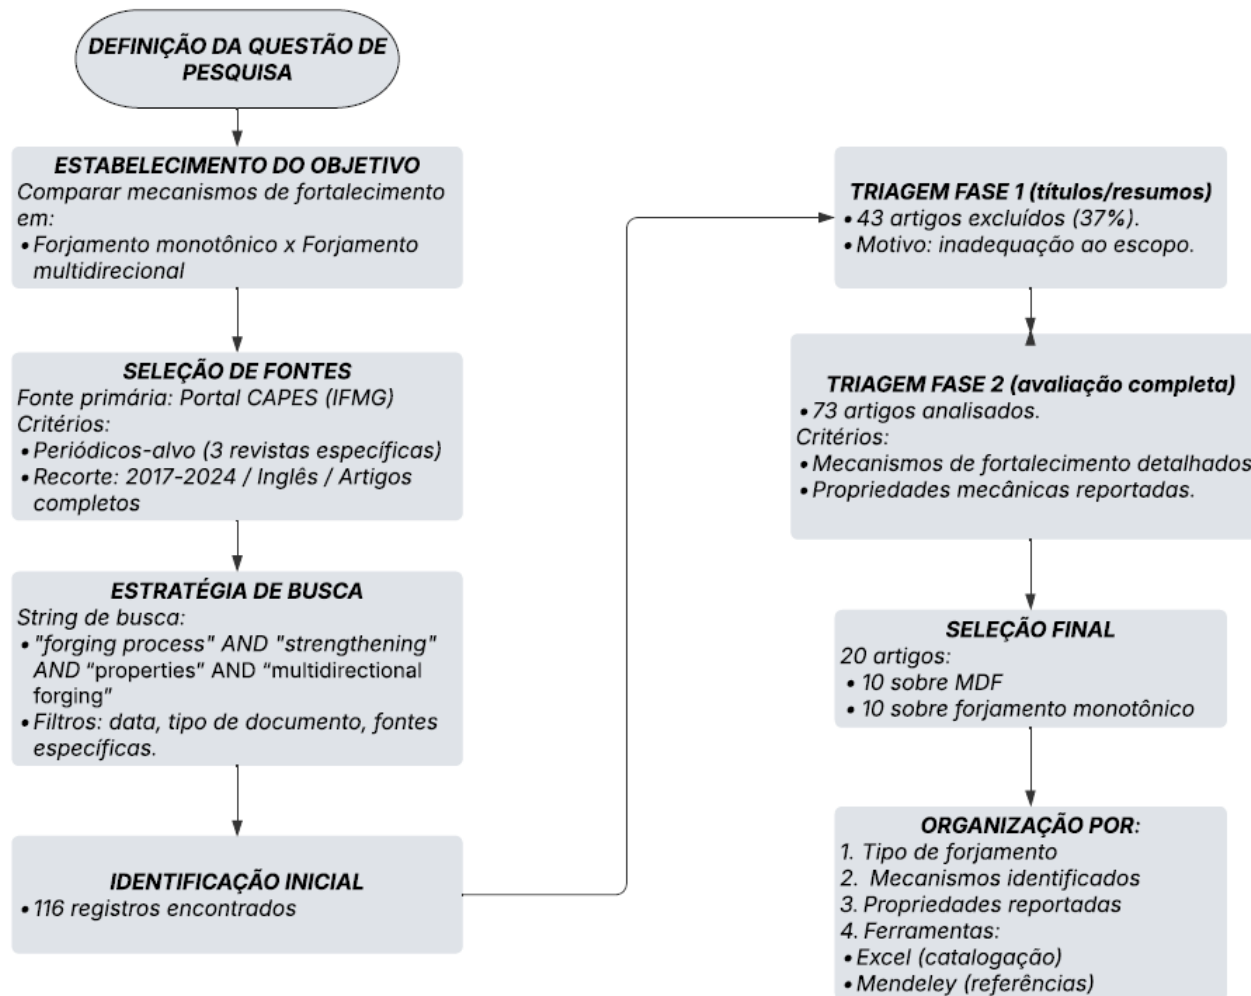 DEFINIÇÃO DA QUESTÃO DE
PESQUISA
ESTABELECIMENTO DO OBJETIVO
Comparar mecanismos de fortalecimento
em:
• Forjamento monotônico x Forjamento
multidirecional
SELEÇÃO DE FONTES
Fonte primária: Portal CAPES (IFMG)
Critérios:
• Periódicos-alvo (3 revistas específicas)
• Recorte: 2017-2024 / Inglês / Artigos
completos
ESTRATÉGIA DE BUSCA
String de busca:
• "forging process" AND "strengthening"
AND "properties" AND “multidirectional
forging”
• Filtros: data, tipo de documento, fontes
específicas.
IDENTIFICAÇÃO INICIAL
• 116 registros encontrados
TRIAGEM FASE 1 (títulos/resumos)
• 43 artigos excluídos (37%).
• Motivo: inadequação ao escopo.
TRIAGEM FASE 2 (avaliação completa)
• 73 artigos analisados.
Critérios:
• Mecanismos de fortalecimento detalhados
• Propriedades mecânicas reportadas.
SELEÇÃO FINAL
20 artigos:
• 10 sobre MDF
• 10 sobre forjamento monotônico
ORGANIZAÇÃO POR:
1. Tipo de forjamento
2. Mecanismos identificados
3. Propriedades reportadas
4. Ferramentas:
• Excel (catalogação)
• Mendeley (referências)